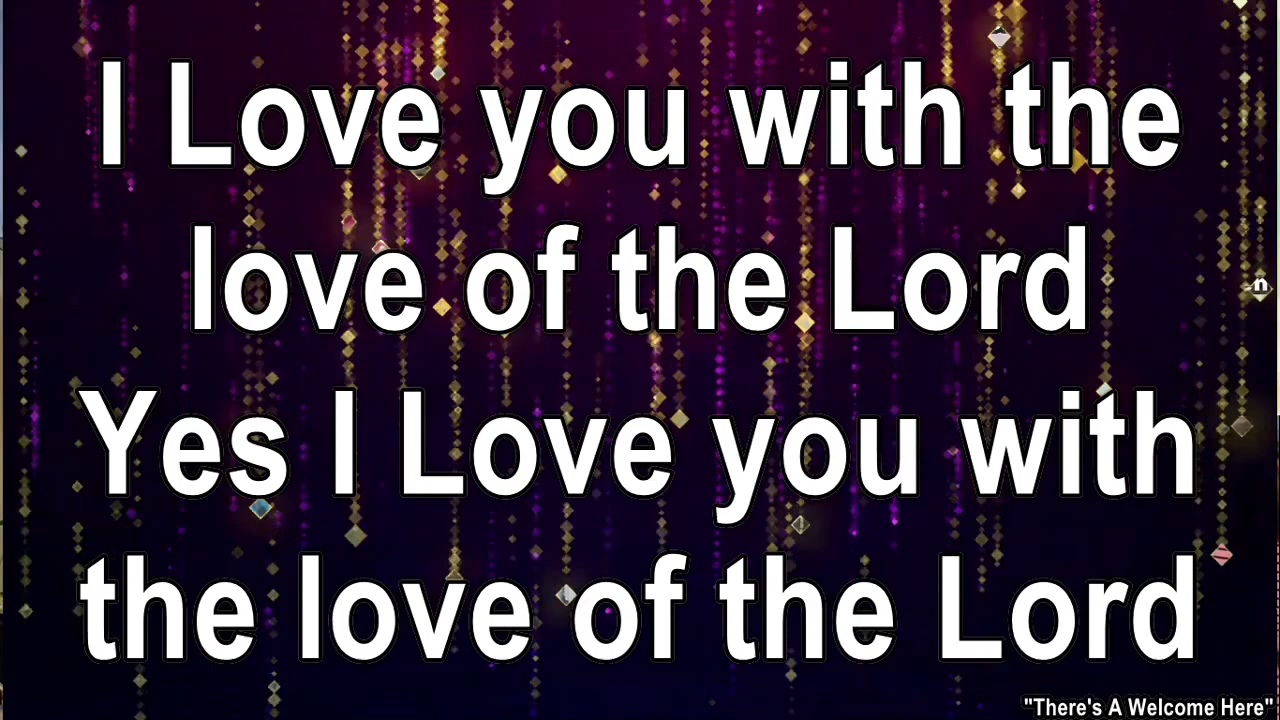 I Love you with the
love of the Lord
Yes I Love you with
the love of the Lord
n
"There's A Welcome Here"